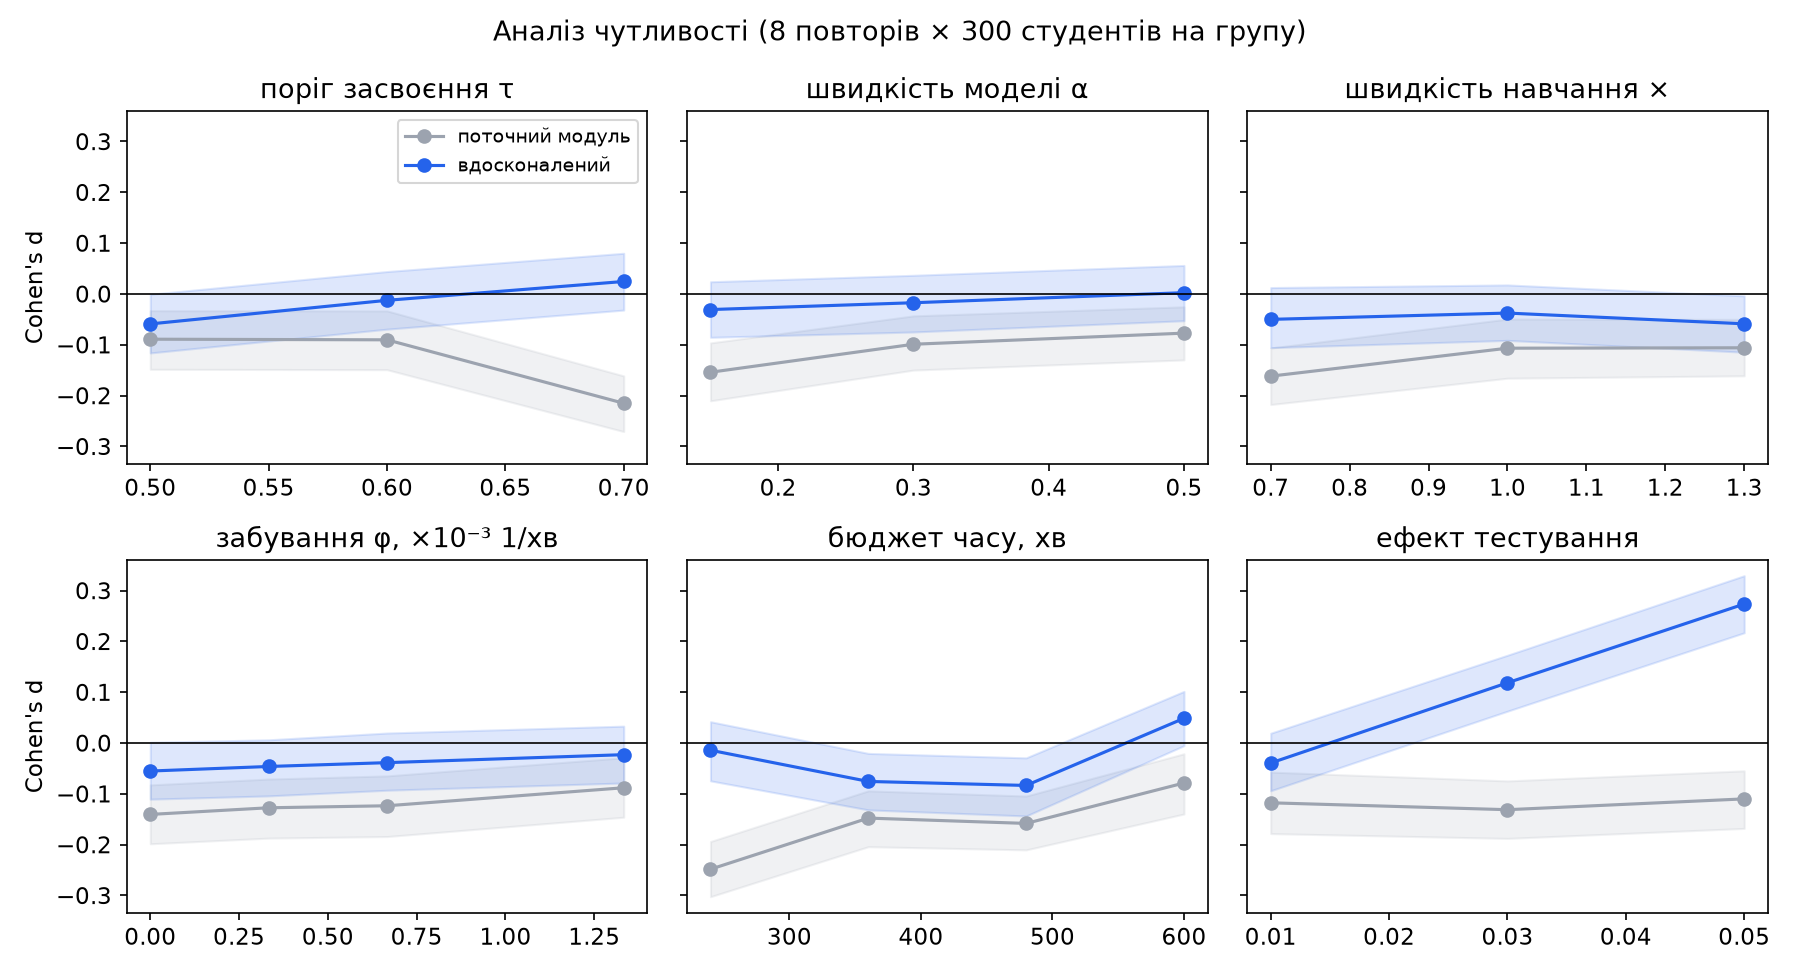 Аналіз чутливості (8 повторів × 300 студентів на групу)
поріг засвоєння τ
швидкість моделі α
швидкість навчання ×
Cohen's d
0.3
0.2
0.1
0.0
−0.1
−0.2
−0.3
поточний модуль
вдосконалений
0.50 0.55 0.60 0.65 0.70
0.2 0.3 0.4 0.5
0.7 0.8 0.9 1.0 1.1 1.2 1.3
забування φ, ×10⁻³ 1/хв
бюджет часу, хв
ефект тестування
Cohen's d
0.3
0.2
0.1
0.0
−0.1
−0.2
−0.3
0.00 0.25 0.50 0.75 1.00 1.25
300 400 500 600
0.01 0.02 0.03 0.04 0.05